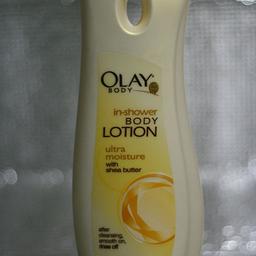 OLAY
BODY
in-shower
BODY
LOTION
ultra
moisture
with
shea butter
after
cleansing,
smooth on,
rinse off